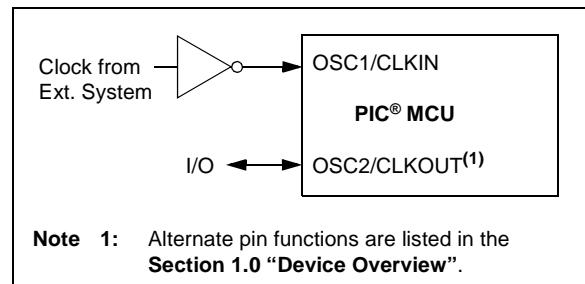 Clock from
Ext. System
OSC1/CLKIN
PIC® MCU
I/O
OSC2/CLKOUT(1)
Note 1: Alternate pin functions are listed in the
Section 1.0 “Device Overview”.